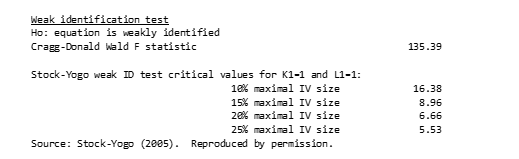 Weak identification test
Ho: equation is weakly identified
Cragg-Donald Wald F statistic 135.39
Stock-Yogo weak ID test critical values for K1=1 and L1=1:
10% maximal IV size 16.38
15% maximal IV size 8.96
20% maximal IV size 6.66
25% maximal IV size 5.53
Source: Stock-Yogo (2005). Reproduced by permission.